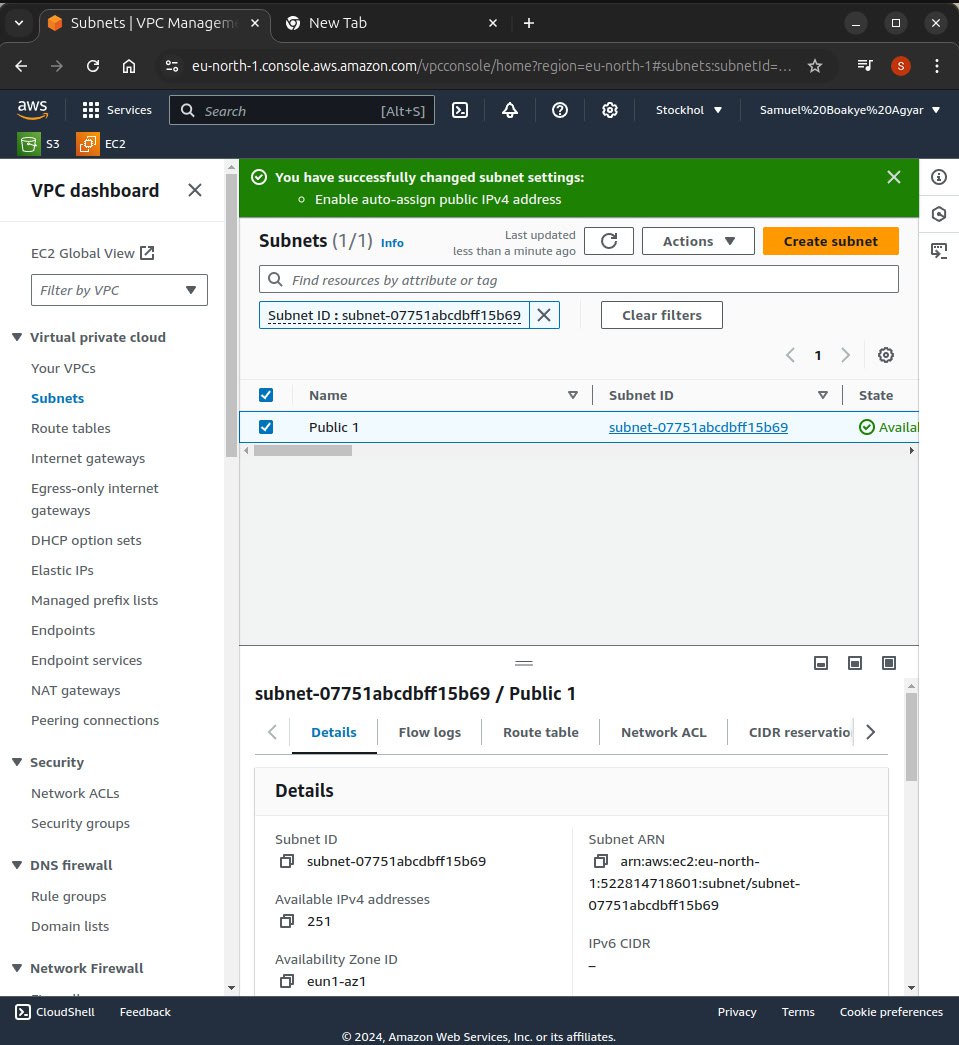 Subnets | VPC Managem
New Tab
eu-north-1.console.aws.amazon.com/vpcconsole/home?region=eu-north-1#subnets:subnetId=...
S
aws
Services
Search
[Alt+S]
Stockhol
Samuel%20Boakye%20Agyar
S3
EC2
VPC dashboard
EC2 Global View
Filter by VPC
Virtual private cloud
Your VPCs
Subnets
Route tables
Internet gateways
Egress-only internet
gateways
DHCP option sets
Elastic IPs
Managed prefix lists
Endpoints
Endpoint services
NAT gateways
Peering connections
Security
Network ACLs
Security groups
DNS firewall
Rule groups
Domain lists
Network Firewall
You have successfully changed subnet settings:
Enable auto-assign public IPv4 address
Subnets (1/1) Info
Last updated
less than a minute ago
Actions
Create subnet
Find resources by attribute or tag
Subnet ID : subnet-07751abcdbff15b69
Clear filters
1
Name
Subnet ID
State
Public 1
subnet-07751abcdbff15b69
Availal
subnet-07751abcdbff15b69 / Public 1
Details
Flow logs
Route table
Network ACL
CIDR reservatio
Details
Subnet ID
subnet-07751abcdbff15b69
Available IPv4 addresses
251
Availability Zone ID
eun1-az1
Subnet ARN
arn:aws:ec2:eu-north-
1:522814718601:subnet/subnet-
07751abcdbff15b69
IPv6 CIDR
–
CloudShell
Feedback
Privacy
Terms
Cookie preferences
© 2024, Amazon Web Services, Inc. or its affiliates.